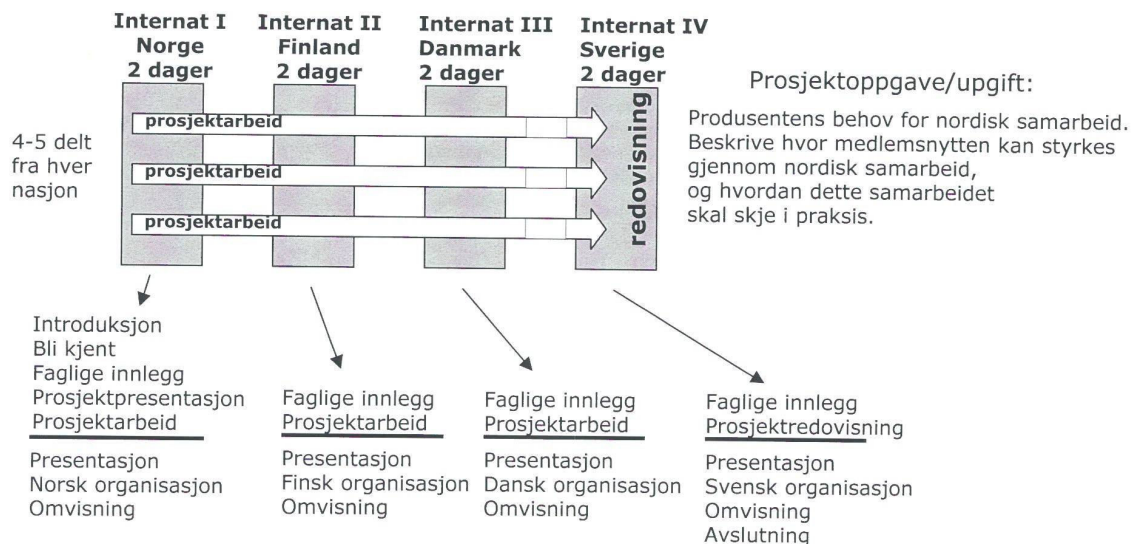 Internat I
Norge
2 dager
Internat II
Finland
2 dager
Internat III
Danmark
2 dager
Internat IV
Sverige
2 dager
4-5 delt
fra hver
nasjon
prosjektarbeid
prosjektarbeid
prosjektarbeid
redovisning
Prosjektoppgave/upgift:
Produsentens behov for nordisk samarbeid.
Beskrive hvor medlemsnytten kan styrkes
gjennom nordisk samarbeid,
og hvordan dette samarbeidet
skal skje i praksis.
Introduksjon
Bli kjent
Faglige innlegg
Prosjektpresentasjon
Prosjektarbeid
Presentasjon
Norsk organisasjon
Omvisning
Faglige innlegg
Prosjektarbeid
Presentasjon
Finsk organisasjon
Omvisning
Faglige innlegg
Prosjektarbeid
Presentasjon
Dansk organisasjon
Omvisning
Faglige innlegg
Prosjektredovisning
Presentasjon
Svensk organisasjon
Omvisning
Avslutning